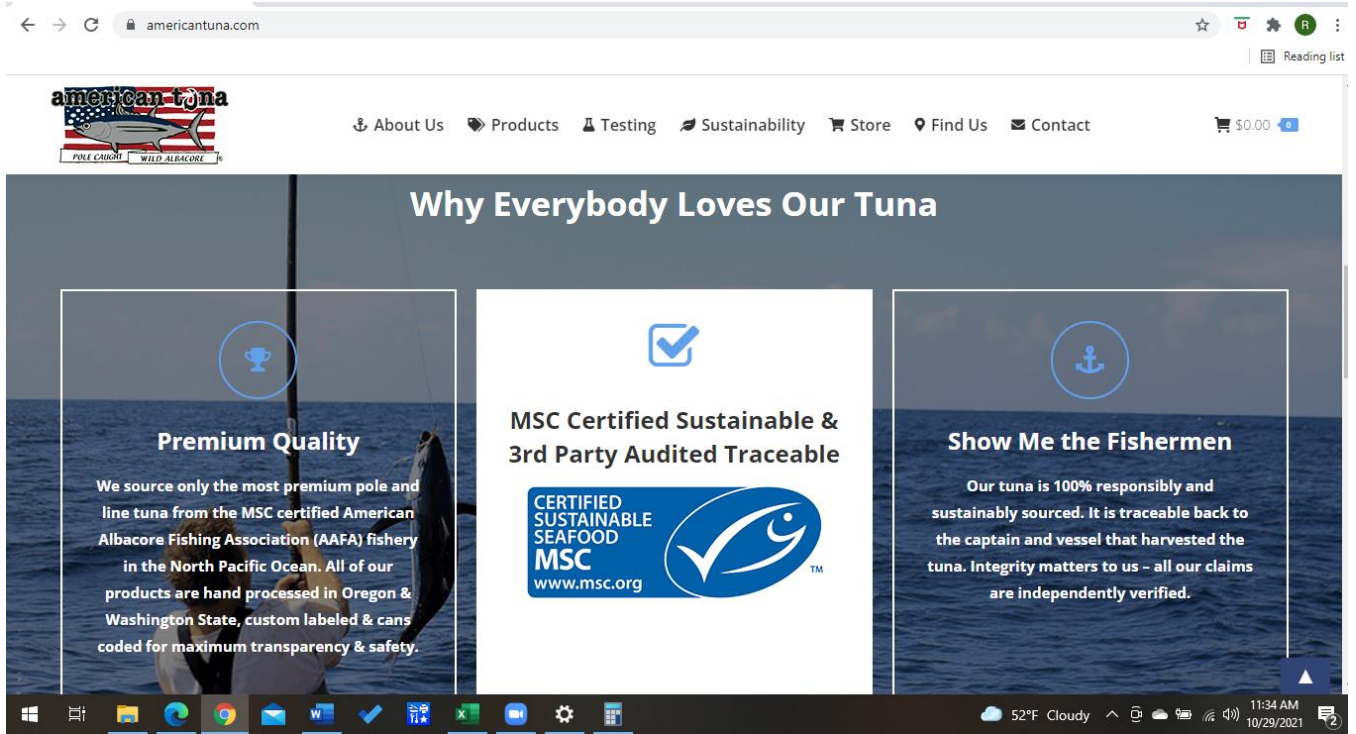 americantuna.com
R
Reading list
american tuna
POLE CAUGHT WILD ALBACORE ®
About Us Products Testing Sustainability Store Find Us Contact $0.00 0
Why Everybody Loves Our Tuna
Premium Quality
We source only the most premium pole and
line tuna from the MSC certified American
Albacore Fishing Association (AAFA) fishery
in the North Pacific Ocean. All of our
products are hand processed in Oregon &
Washington State, custom labeled & cans
coded for maximum transparency & safety.
MSC Certified Sustainable &
3rd Party Audited Traceable
CERTIFIED
SUSTAINABLE
SEAFOOD
MSC
www.msc.org
TM
Show Me the Fishermen
Our tuna is 100% responsibly and
sustainably sourced. It is traceable back to
the captain and vessel that harvested the
tuna. Integrity matters to us – all our claims
are independently verified.
52°F Cloudy
11:34 AM
10/29/2021
2